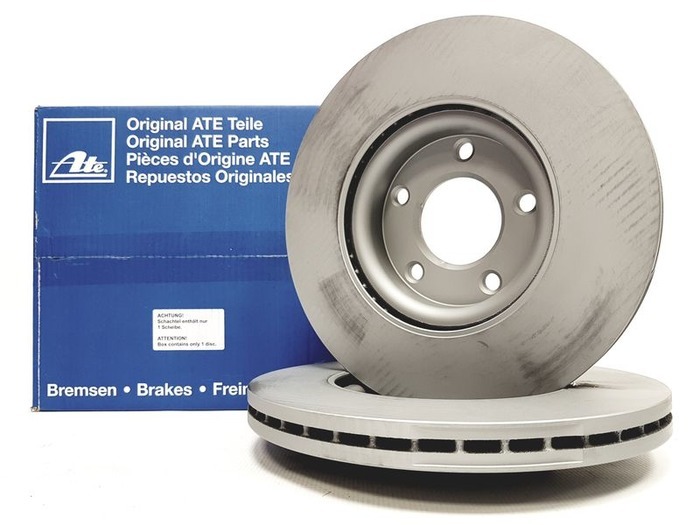 Ate
Original ATE Teile
Original ATE Parts
Pièces d'Origine ATE
Repuestos Originales
ACHTUNG!
Schachtel enthält nur
1 Scheibe.
ATTENTION!
Box contains only 1 disc.
Bremsen • Brakes • Frein